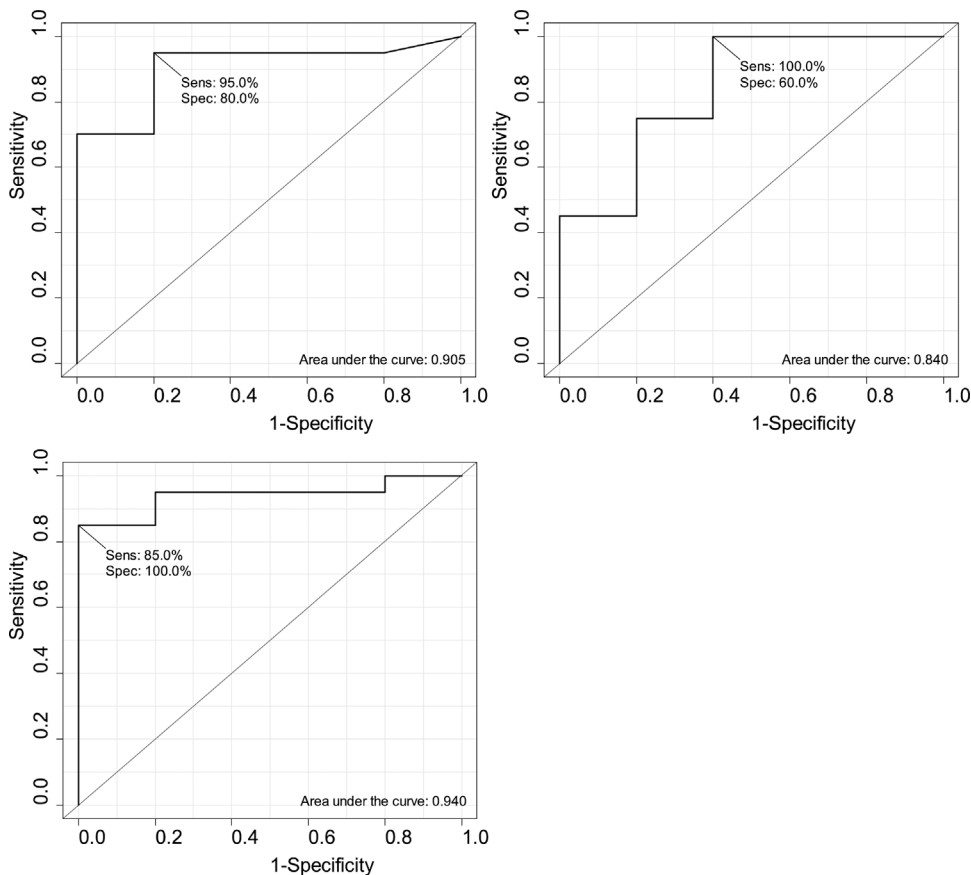 Sensitivity
1.0
0.8
0.6
0.4
0.2
0.0
Sens: 95.0%
Spec: 80.0%
Area under the curve: 0.905
0.0 0.2 0.4 0.6 0.8 1.0
1-Specificity
Sensitivity
1.0
0.8
0.6
0.4
0.2
0.0
Sens: 100.0%
Spec: 60.0%
Area under the curve: 0.840
0.0 0.2 0.4 0.6 0.8 1.0
1-Specificity
Sensitivity
1.0
0.8
0.6
0.4
0.2
0.0
Sens: 85.0%
Spec: 100.0%
Area under the curve: 0.940
0.0 0.2 0.4 0.6 0.8 1.0
1-Specificity